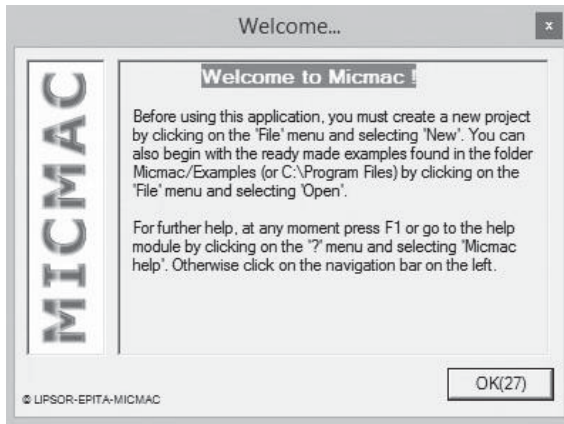 Welcome...
x
MICMAC
Welcome to Micmac !
Before using this application, you must create a new project
by clicking on the 'File' menu and selecting 'New'. You can
also begin with the ready made examples found in the folder
Micmac/Examples (or C:\Program Files) by clicking on the
'File' menu and selecting 'Open'.
For further help, at any moment press F1 or go to the help
module by clicking on the '?' menu and selecting 'Micmac
help'. Otherwise click on the navigation bar on the left.
OK(27)
© LIPSOR-EPITA-MICMAC